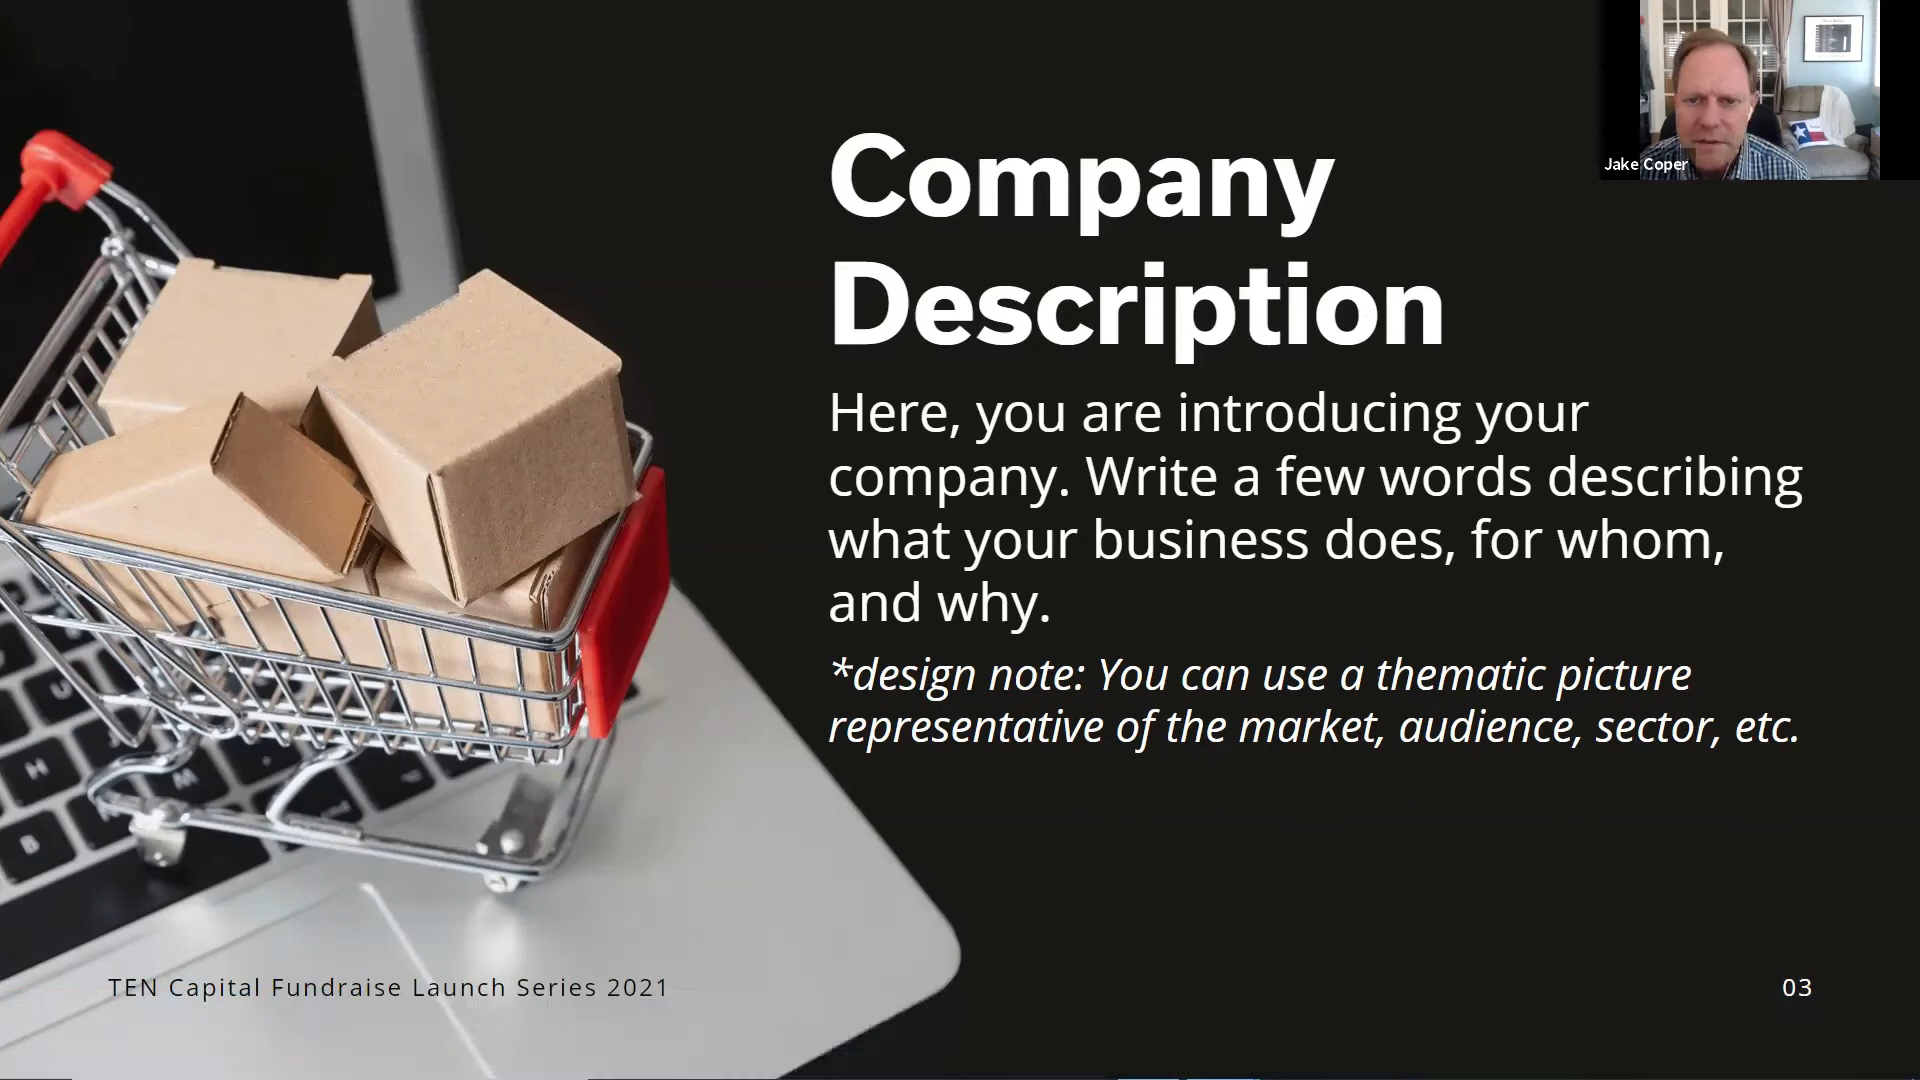 Jake Coper
Company
Description
Here, you are introducing your
company. Write a few words describing
what your business does, for whom,
and why.
*design note: You can use a thematic picture
representative of the market, audience, sector, etc.
U
H
M
B
TEN Capital Fundraise Launch Series 2021
03